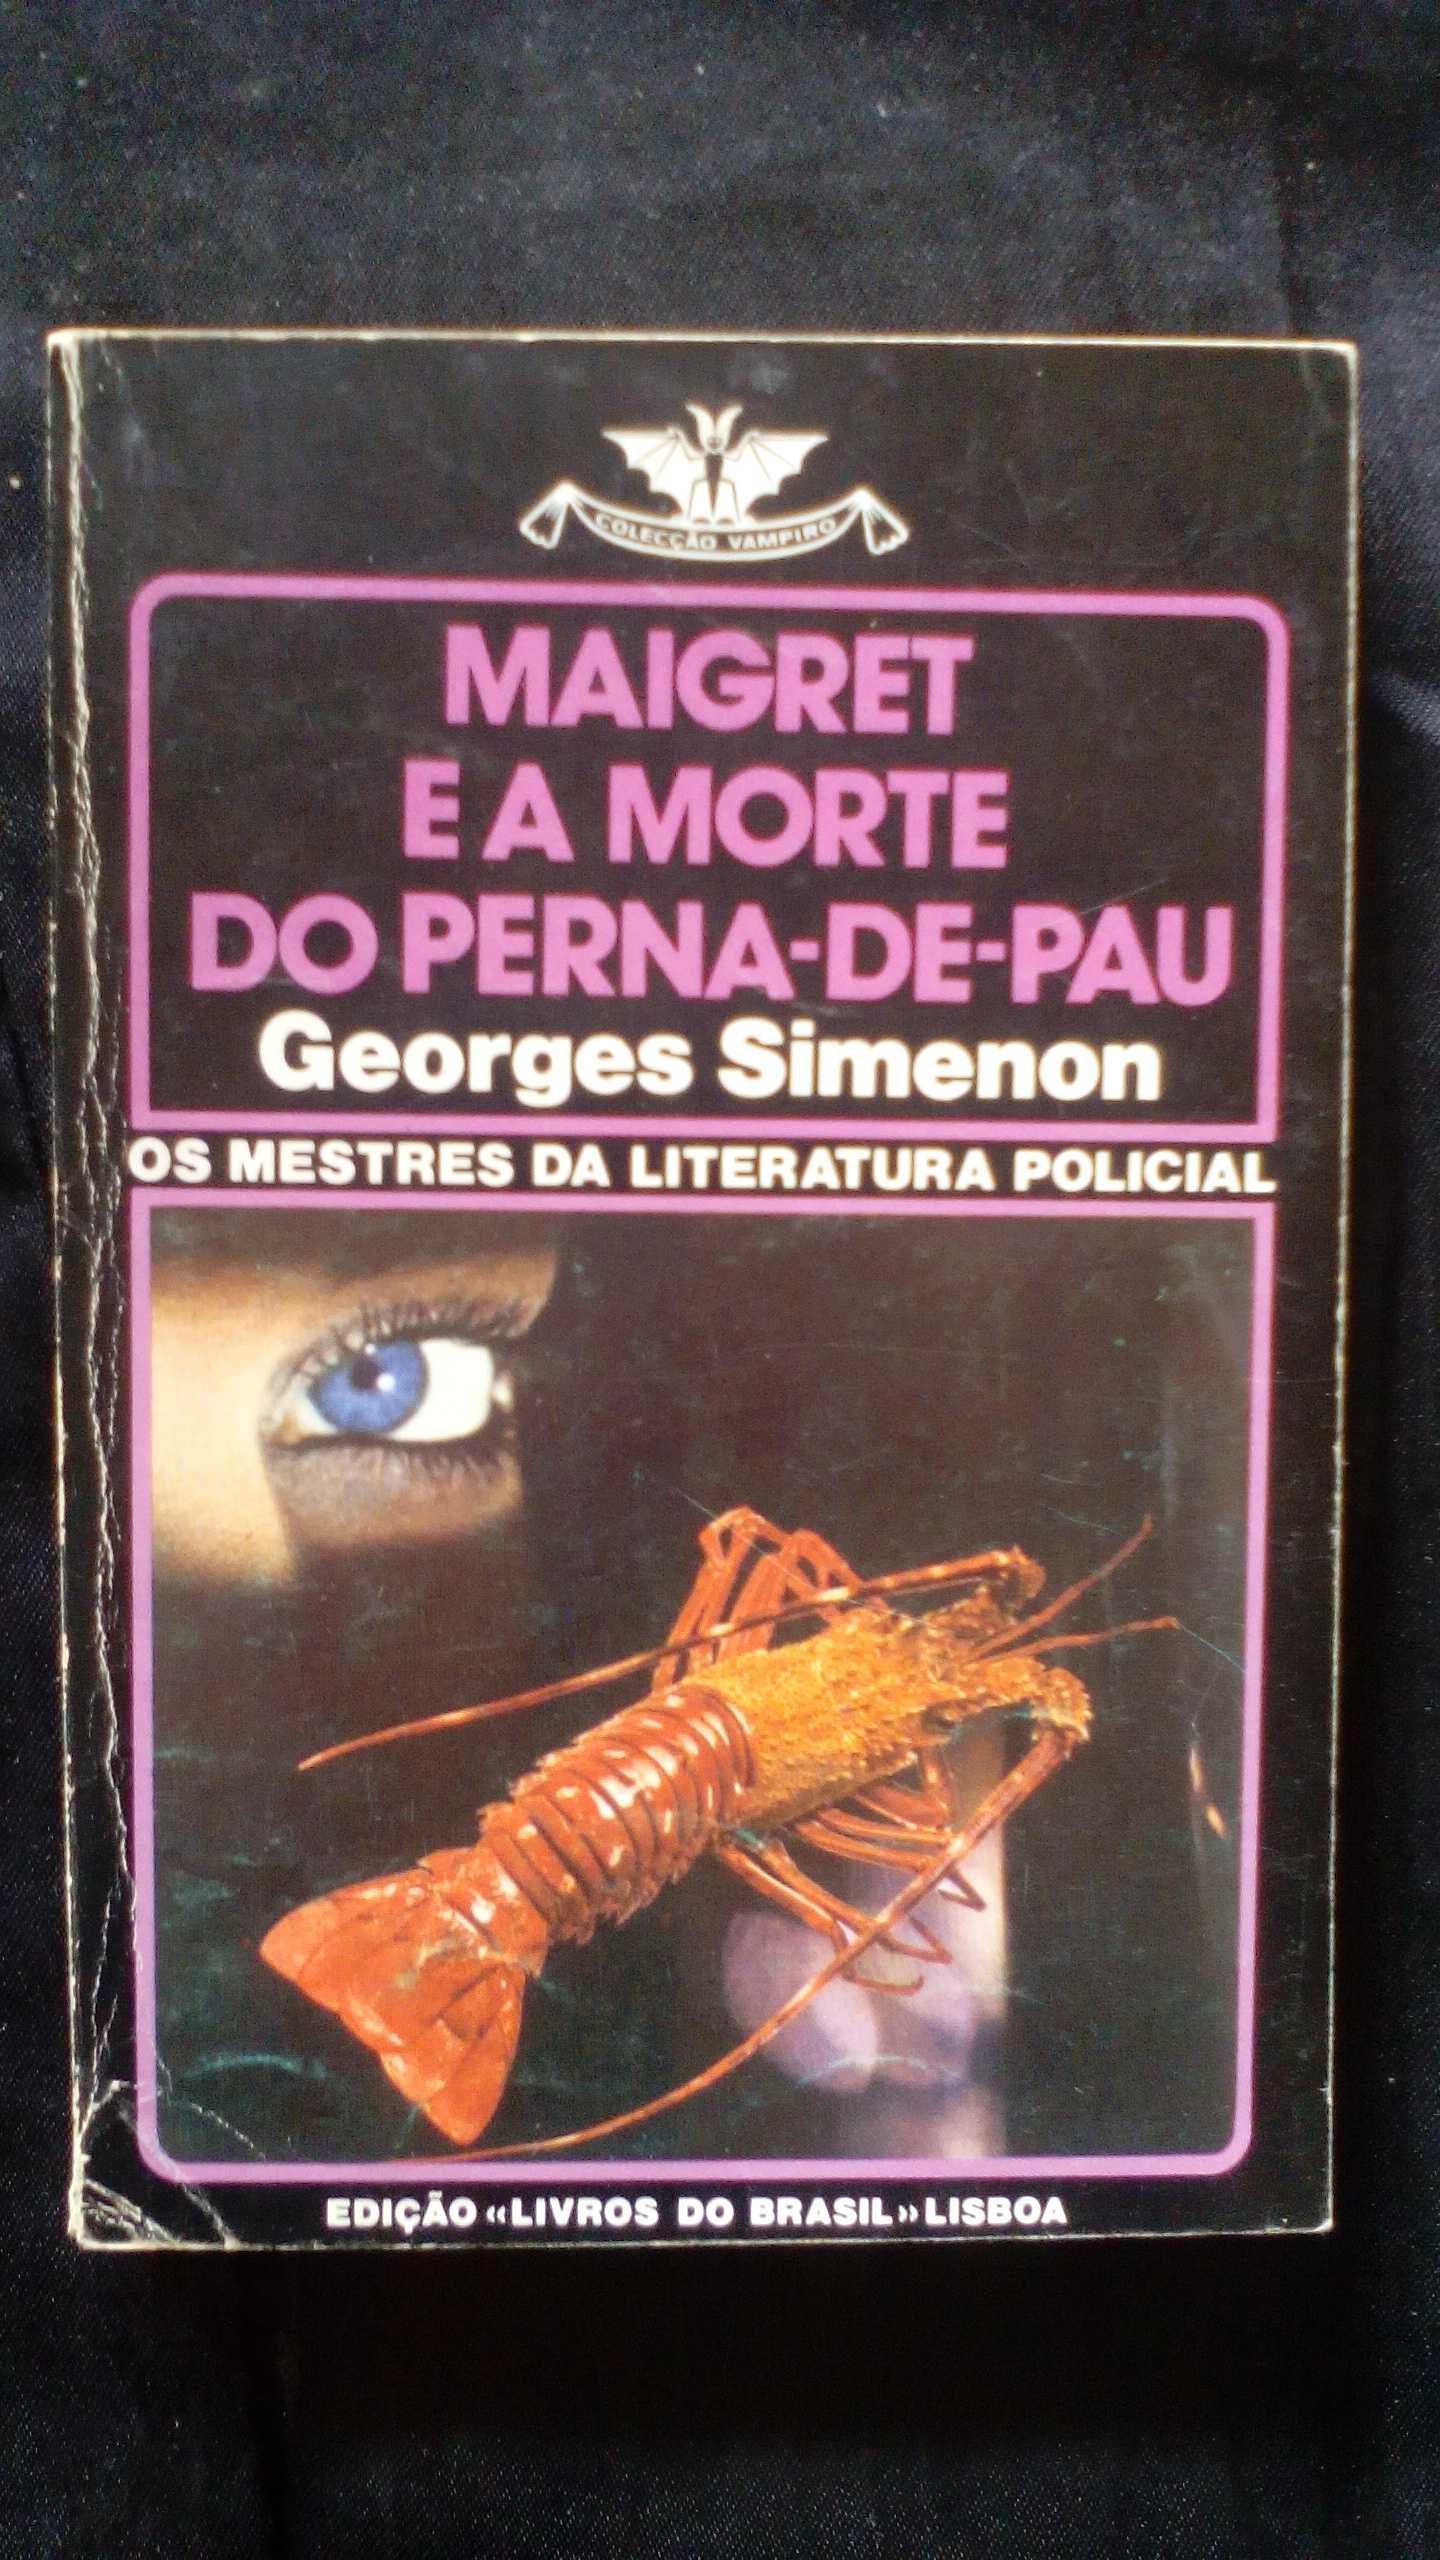 COLECÇÃO VAMPIRO
MAIGRET
E A MORTE
DO PERNA-DE-PAU
Georges Simenon
OS MESTRES DA LITERATURA POLICIAL
EDIÇÃO «LIVROS DO BRASIL» LISBOA